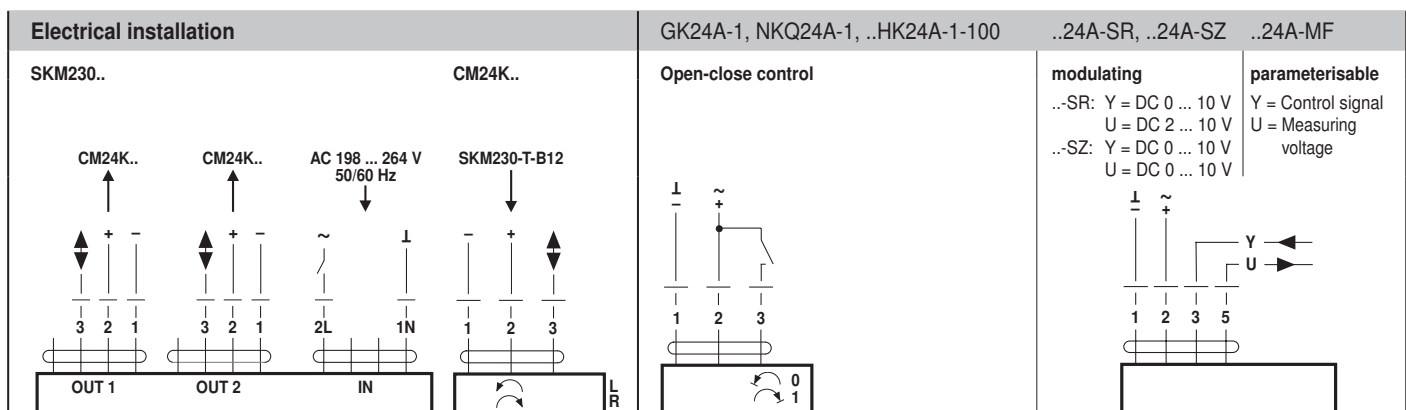 Electrical installation
GK24A-1, NKQ24A-1, ..HK24A-1-100
..24A-SR, ..24A-SZ
..24A-MF
SKM230..
CM24K..
Open-close control
modulating
parameterisable
..-SR: Y = DC 0 ... 10 V
U = DC 2 ... 10 V
..-SZ: Y = DC 0 ... 10 V
U = DC 0 ... 10 V
Y = Control signal
U = Measuring
voltage
CM24K..
CM24K..
AC 198 ... 264 V
50/60 Hz
SKM230-T-B12
⊥ ~
– +
⊥ ~
– +
+ –
+ –
~ ⊥
– +
Y
U
3 2 1
3 2 1
2L 1N
1 2 3
1 2 3
1 2 3 5
OUT 1
OUT 2
IN
L
R
0
1